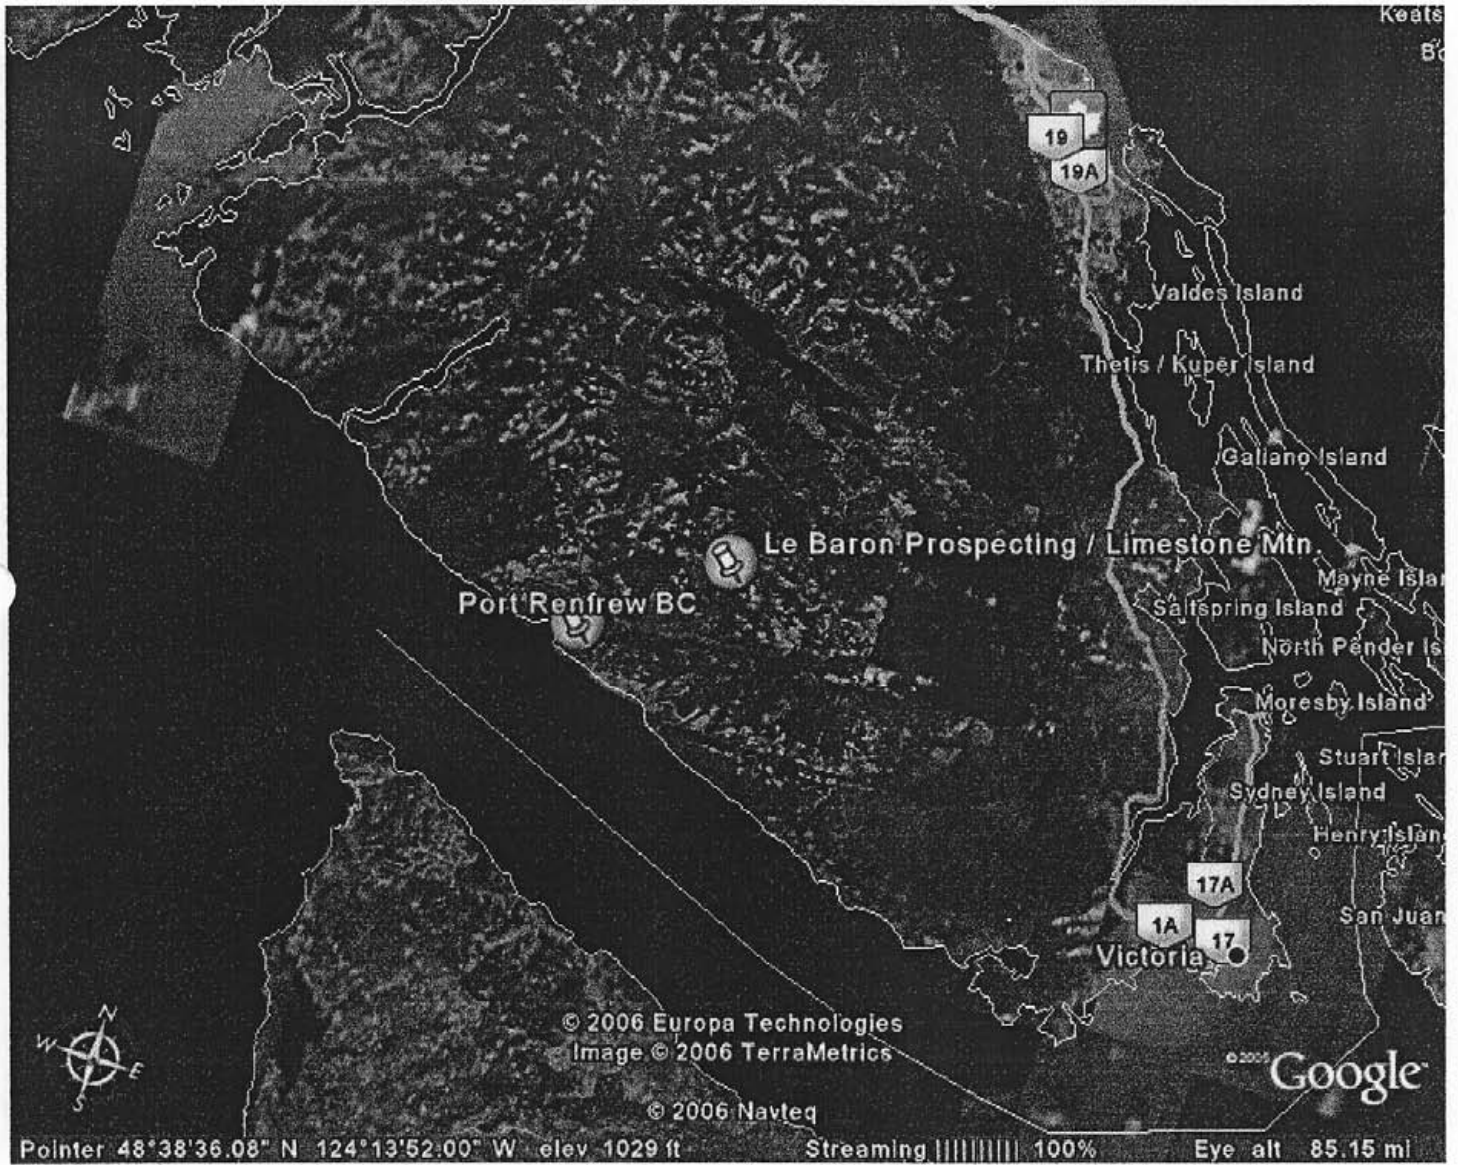 Keats
19
19A
Valdes Island
Thetis / Kuper Island
Galiano Island
Le Baron Prospecting / Limestone Mtn
Mayne Islan
Port Renfrew BC
Saltspring Island
North Pender Is
Moresby Island
Stuart Islan
Sydney Island
Henry Islan
17A
San Juan
1A
17
Victoria
N
W
E
S
© 2006 Europa Technologies
Image © 2006 TerraMetrics
Google
© 2006 Navteq
Pointer 48°38'36.08" N 124°13'52.00" W elev 1029 ft Streaming |||||||||| 100% Eye alt 85.15 mi